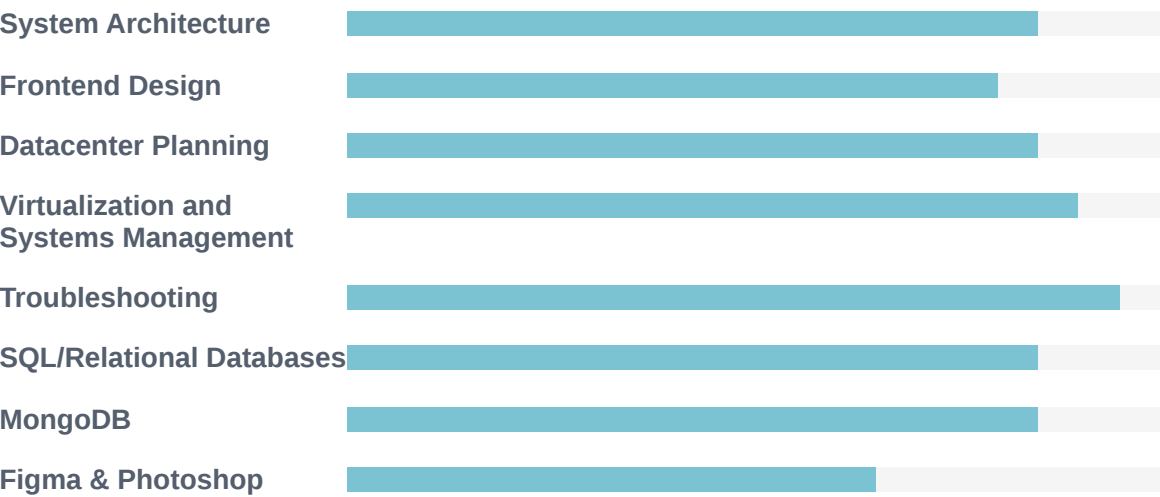 System Architecture
Frontend Design
Datacenter Planning
Virtualization and
Systems Management
Troubleshooting
SQL/Relational Databases
MongoDB
Figma & Photoshop